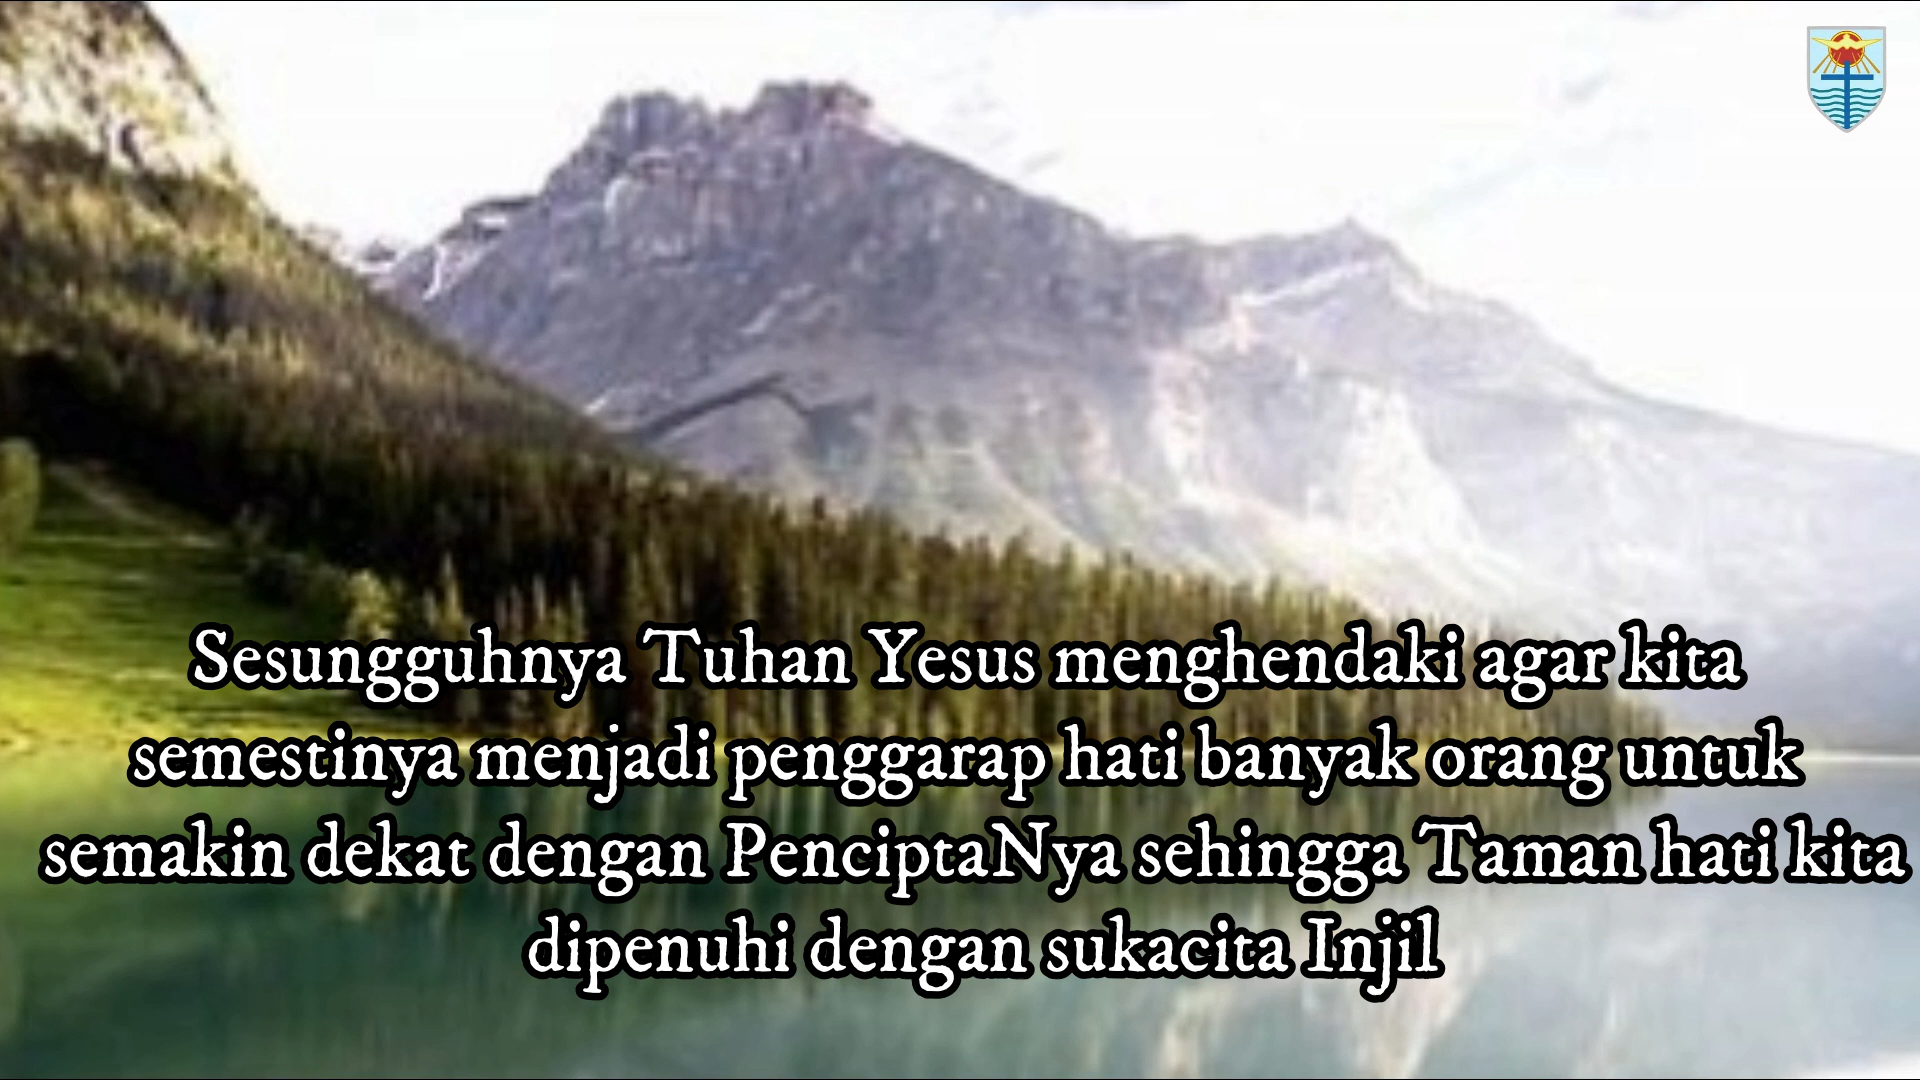 Sesungguhnya Tuhan Yesus menghendaki agar kita
semestinya menjadi penggarap hati banyak orang untuk
semakin dekat dengan PenciptaNya sehingga Taman hati kita
dipenuhi dengan sukacita Injil